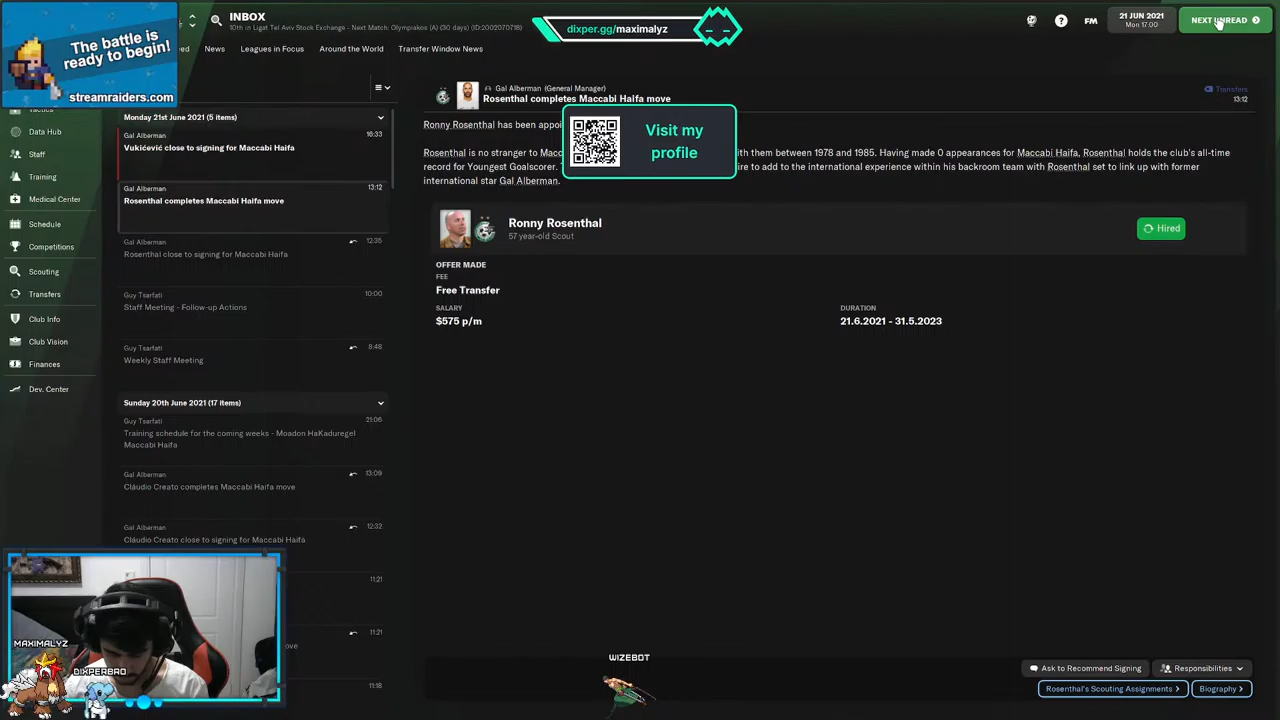 The battle is
ready to begin!
streamraiders.com
INBOX
10th in Ligat Tel Aviv Stock Exchange - Next Match: Olympiakos (A) (30 days) (ID:2002070718)
dixper.gg/maximalyz
FM
21 JUN 2021
Mon 17:00
NEXT UNREAD
News
Leagues in Focus
Around the World
Transfer Window News
Tactics
Data Hub
Staff
Training
Medical Center
Schedule
Competitions
Scouting
Transfers
Club Info
Club Vision
Finances
Dev. Center
Monday 21st June 2021 (5 items)
Gal Alberman 16:33
Vukićević close to signing for Maccabi Haifa
Gal Alberman 13:12
Rosenthal completes Maccabi Haifa move
Gal Alberman 12:35
Rosenthal close to signing for Maccabi Haifa
Guy Tsarfati 10:00
Staff Meeting - Follow-up Actions
Guy Tsarfati 8:48
Weekly Staff Meeting
Sunday 20th June 2021 (17 items)
Guy Tsarfati 21:06
Training schedule for the coming weeks - Moadon HaKaduregel
Maccabi Haifa
Gal Alberman 13:09
Cláudio Creato completes Maccabi Haifa move
Gal Alberman 12:32
Cláudio Creato close to signing for Maccabi Haifa
11:21
11:21
11:18
Gal Alberman (General Manager)
Rosenthal completes Maccabi Haifa move
Transfers
13:12
Ronny Rosenthal has been appoi
Visit my
profile
Rosenthal is no stranger to Macc with them between 1978 and 1985. Having made 0 appearances for Maccabi Haifa, Rosenthal holds the club's all-time
record for Youngest Goalscorer. ire to add to the international experience within his backroom team with Rosenthal set to link up with former
international star Gal Alberman.
Ronny Rosenthal
57 year-old Scout
Hired
OFFER MADE
FEE
Free Transfer
SALARY
$575 p/m
DURATION
21.6.2021 - 31.5.2023
MAXIMALYZ
DIXPERBRO
WIZEBOT
Ask to Recommend Signing
Responsibilities
Rosenthal's Scouting Assignments
Biography